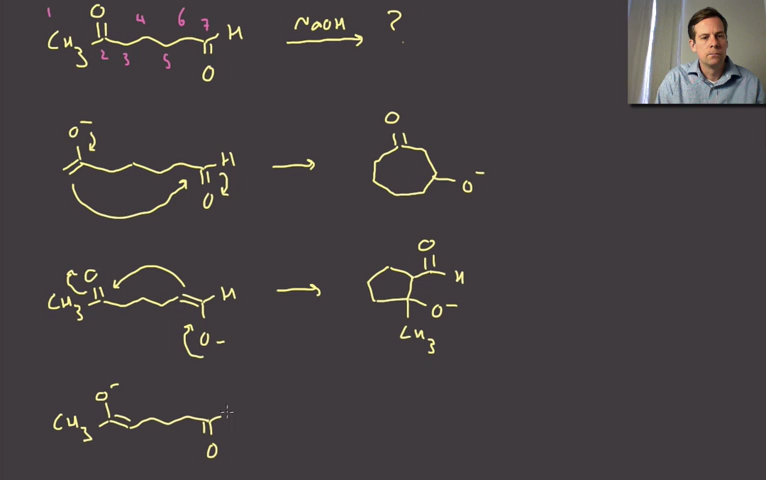 1 O 4 6 7 NaOH ?
CH3 2 3 5 H
O
O− H O
O O−
O H O H
CH3 O− O−
CH3
O−
CH3 O